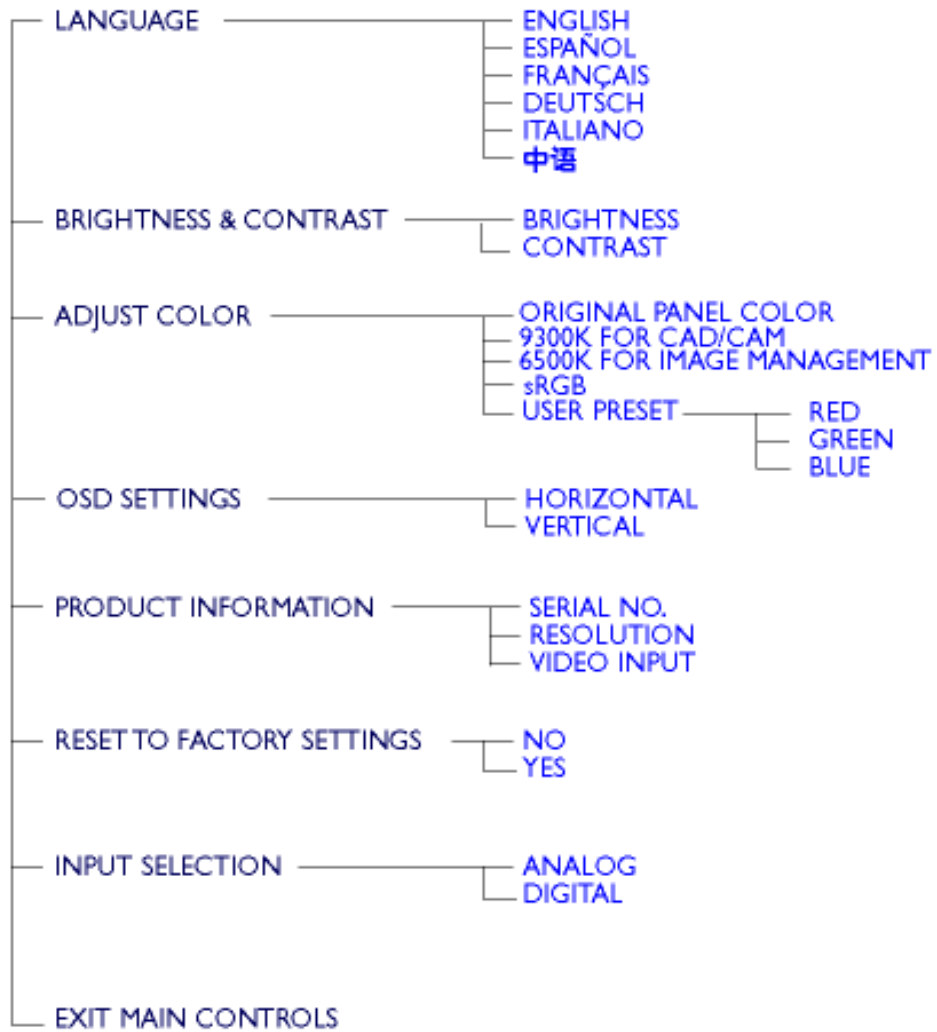 LANGUAGE
ENGLISH
ESPAÑOL
FRANÇAIS
DEUTSCH
ITALIANO
中语
BRIGHTNESS & CONTRAST
BRIGHTNESS
CONTRAST
ADJUST COLOR
ORIGINAL PANEL COLOR
9300K FOR CAD/CAM
6500K FOR IMAGE MANAGEMENT
sRGB
USER PRESET
RED
GREEN
BLUE
OSD SETTINGS
HORIZONTAL
VERTICAL
PRODUCT INFORMATION
SERIAL NO.
RESOLUTION
VIDEO INPUT
RESET TO FACTORY SETTINGS
NO
YES
INPUT SELECTION
ANALOG
DIGITAL
EXIT MAIN CONTROLS